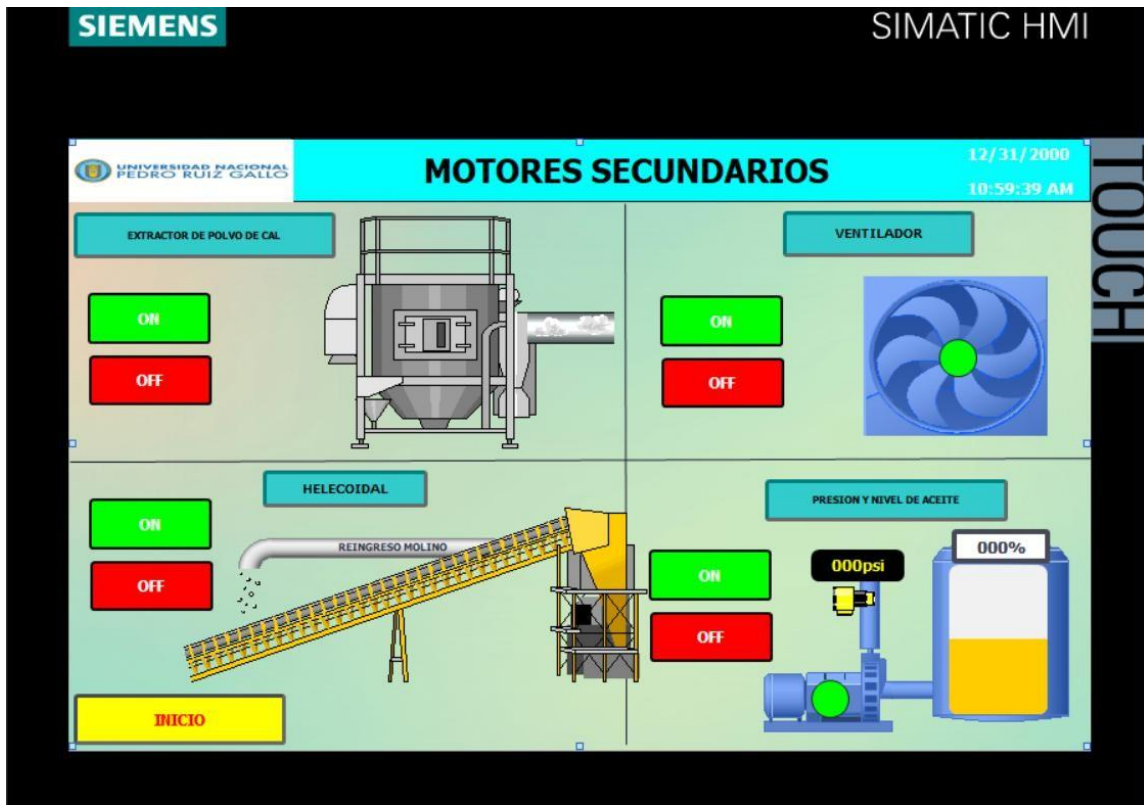 SIEMENS
SIMATIC HMI
TOUCH
UNIVERSIDAD NACIONAL
PEDRO RUIZ GALLO
MOTORES SECUNDARIOS
12/31/2000
10:59:39 AM
EXTRACTOR DE POLVO DE CAL
ON
OFF
VENTILADOR
ON
OFF
HELECOIDAL
ON
OFF
REINGRESO MOLINO
PRESION Y NIVEL DE ACEITE
ON
OFF
000psi
000%
INICIO